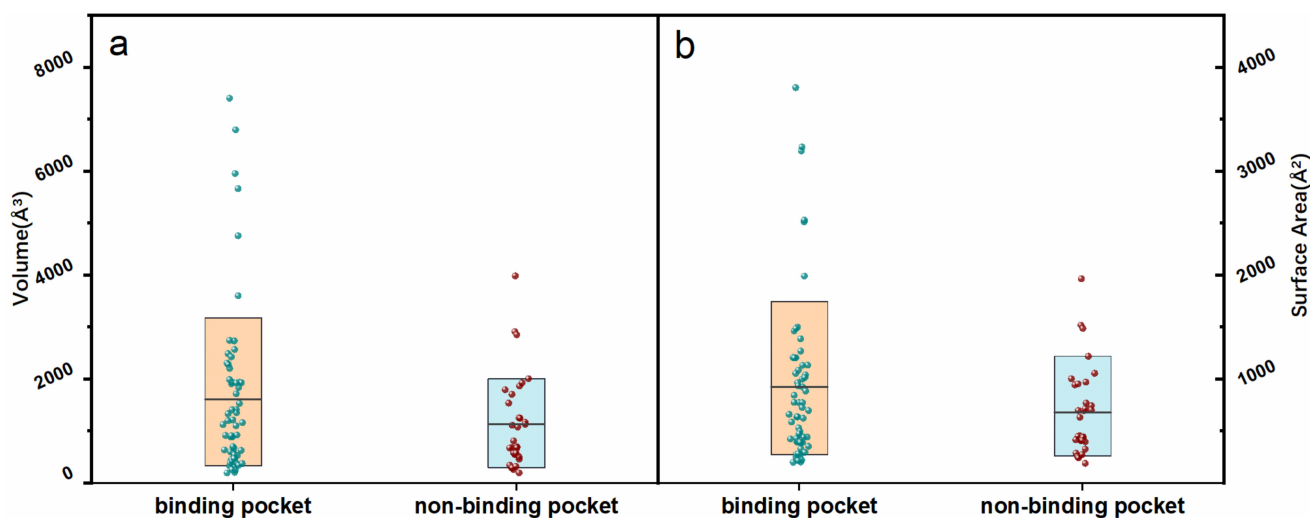 a
b
8000
6000
4000
2000
0
Volume(Å³)
4000
3000
2000
1000
Surface Area(Å²)
binding pocket
non-binding pocket
binding pocket
non-binding pocket